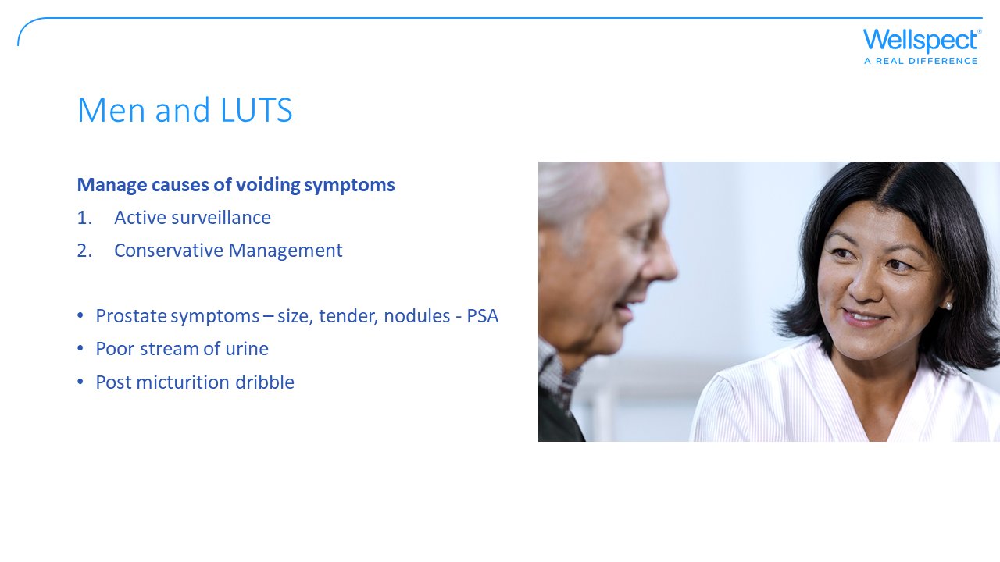 Wellspect®
A REAL DIFFERENCE
Men and LUTS
Manage causes of voiding symptoms
1. Active surveillance
2. Conservative Management
• Prostate symptoms – size, tender, nodules - PSA
• Poor stream of urine
• Post micturition dribble